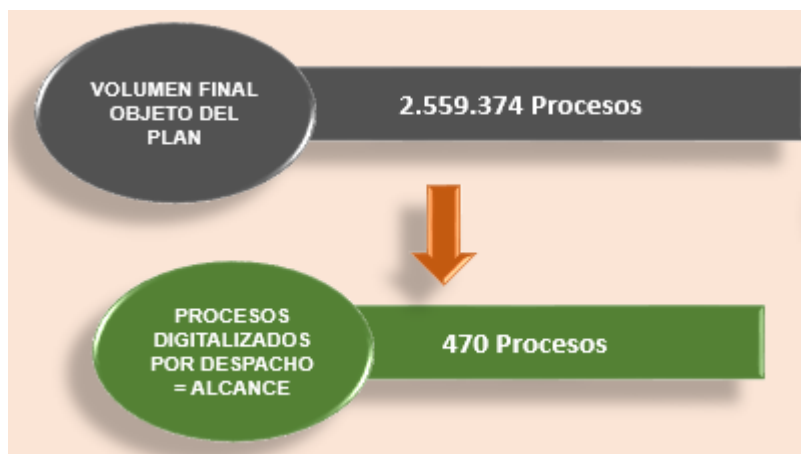 VOLUMEN FINAL
OBJETO DEL
PLAN
2.559.374 Procesos
PROCESOS
DIGITALIZADOS
POR DESPACHO
= ALCANCE
470 Procesos